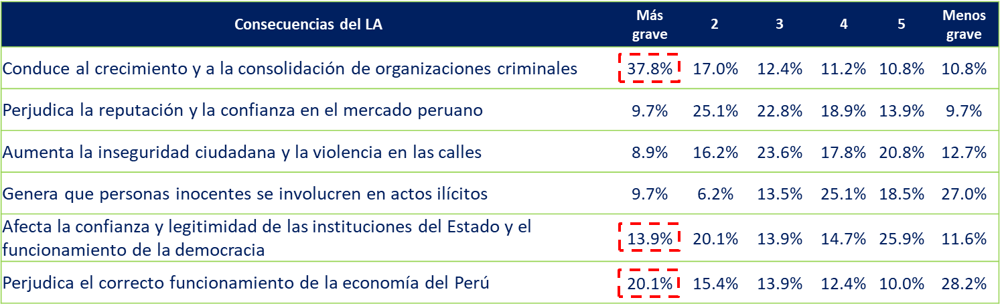 Consecuencias del LA Más grave 2 3 4 5 Menos grave
Conduce al crecimiento y a la consolidación de organizaciones criminales 37.8% 17.0% 12.4% 11.2% 10.8% 10.8%
Perjudica la reputación y la confianza en el mercado peruano 9.7% 25.1% 22.8% 18.9% 13.9% 9.7%
Aumenta la inseguridad ciudadana y la violencia en las calles 8.9% 16.2% 23.6% 17.8% 20.8% 12.7%
Genera que personas inocentes se involucren en actos ilícitos 9.7% 6.2% 13.5% 25.1% 18.5% 27.0%
Afecta la confianza y legitimidad de las instituciones del Estado y el
funcionamiento de la democracia 13.9% 20.1% 13.9% 14.7% 25.9% 11.6%
Perjudica el correcto funcionamiento de la economía del Perú 20.1% 15.4% 13.9% 12.4% 10.0% 28.2%